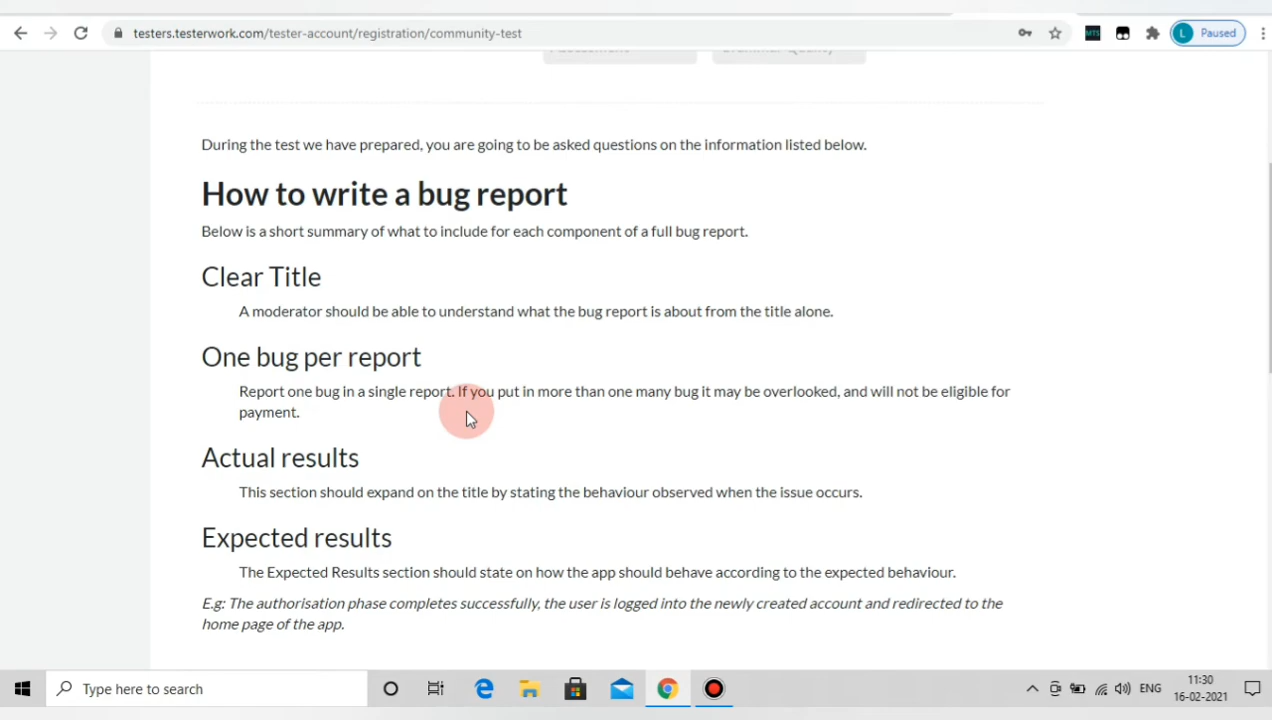 testers.testerwork.com/tester-account/registration/community-test
MTS
L Paused
During the test we have prepared, you are going to be asked questions on the information listed below.
How to write a bug report
Below is a short summary of what to include for each component of a full bug report.
Clear Title
A moderator should be able to understand what the bug report is about from the title alone.
One bug per report
Report one bug in a single report. If you put in more than one many bug it may be overlooked, and will not be eligible for
payment.
Actual results
This section should expand on the title by stating the behaviour observed when the issue occurs.
Expected results
The Expected Results section should state on how the app should behave according to the expected behaviour.
E.g: The authorisation phase completes successfully, the user is logged into the newly created account and redirected to the
home page of the app.
Type here to search
ENG
11:30
16-02-2021